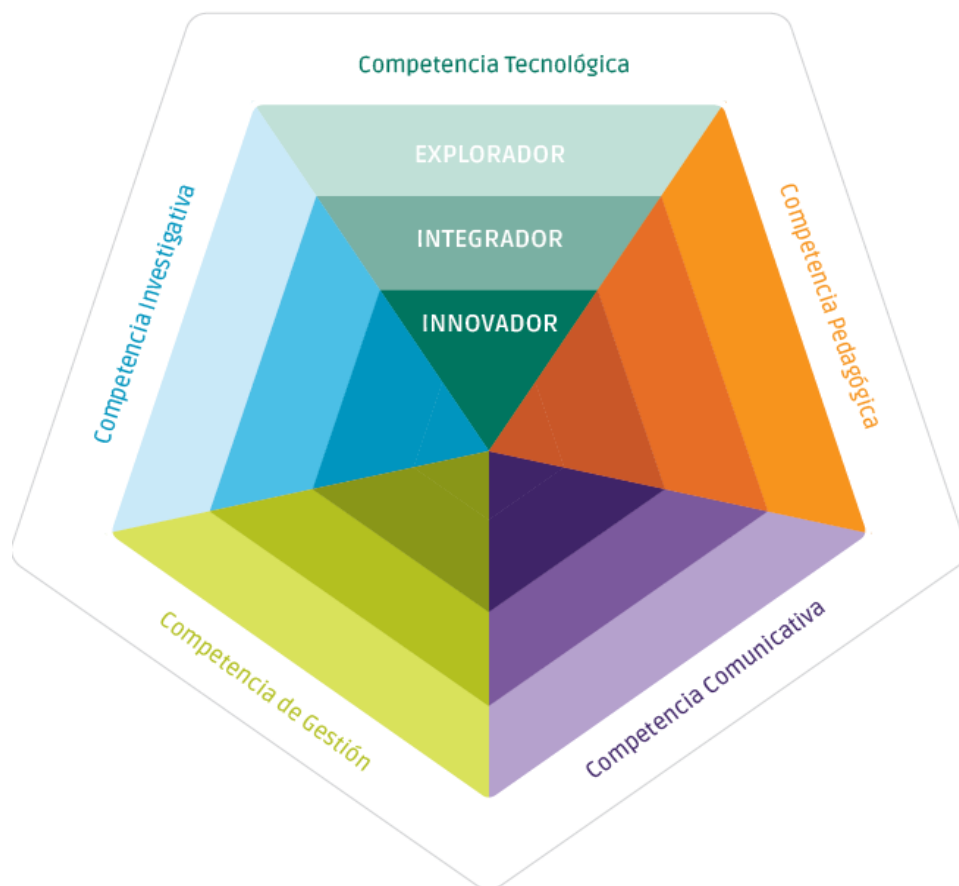 Competencia Tecnológica
EXPLORADOR
INTEGRADOR
INNOVADOR
Competencia Investigativa
Competencia Pedagógica
Competencia de Gestión
Competencia Comunicativa